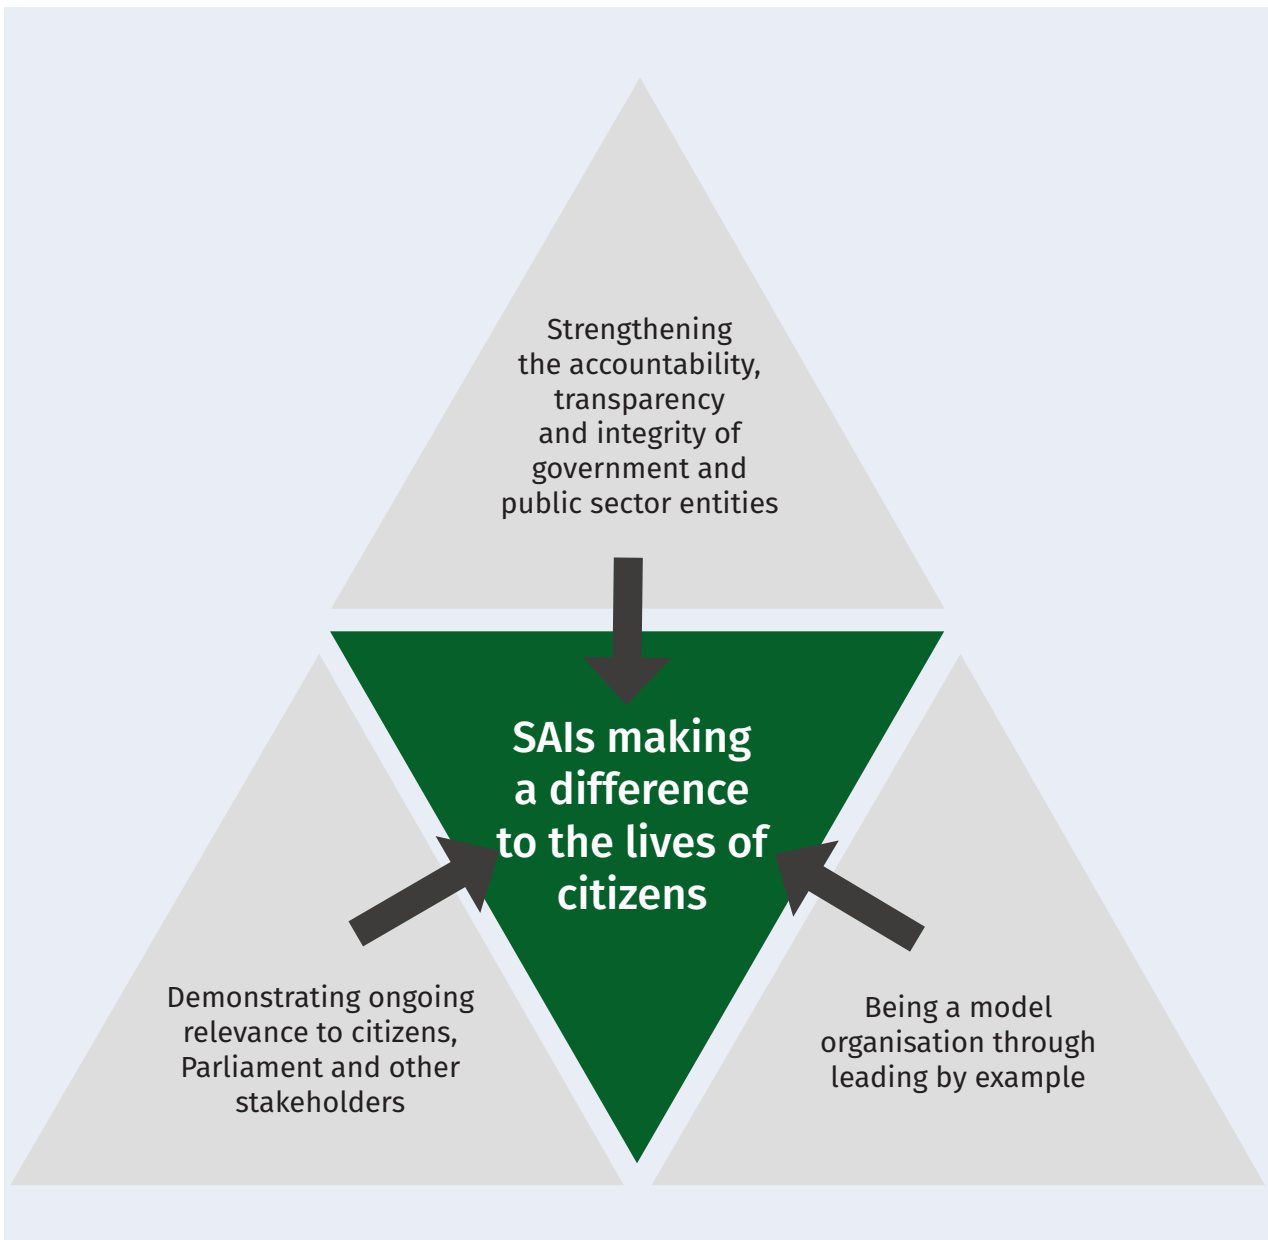 Strengthening
the accountability,
transparency
and integrity of
government and
public sector entities
SAIs making
a difference
to the lives of
citizens
Demonstrating ongoing
relevance to citizens,
Parliament and other
stakeholders
Being a model
organisation through
leading by example